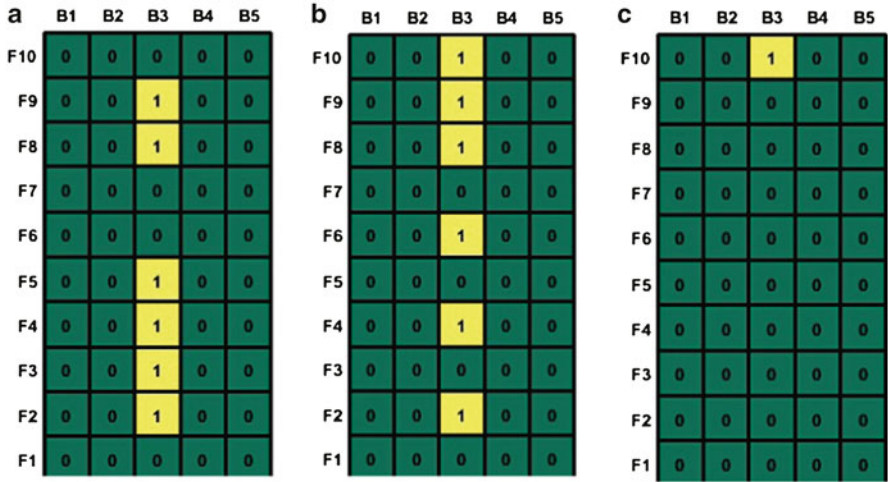 a B1 B2 B3 B4 B5
F10 0 0 0 0 0
F9 0 0 1 0 0
F8 0 0 1 0 0
F7 0 0 0 0 0
F6 0 0 0 0 0
F5 0 0 1 0 0
F4 0 0 1 0 0
F3 0 0 1 0 0
F2 0 0 1 0 0
F1 0 0 0 0 0
b B1 B2 B3 B4 B5
F10 0 0 1 0 0
F9 0 0 1 0 0
F8 0 0 1 0 0
F7 0 0 0 0 0
F6 0 0 1 0 0
F5 0 0 0 0 0
F4 0 0 1 0 0
F3 0 0 0 0 0
F2 0 0 1 0 0
F1 0 0 0 0 0
c B1 B2 B3 B4 B5
F10 0 0 1 0 0
F9 0 0 0 0 0
F8 0 0 0 0 0
F7 0 0 0 0 0
F6 0 0 0 0 0
F5 0 0 0 0 0
F4 0 0 0 0 0
F3 0 0 0 0 0
F2 0 0 0 0 0
F1 0 0 0 0 0